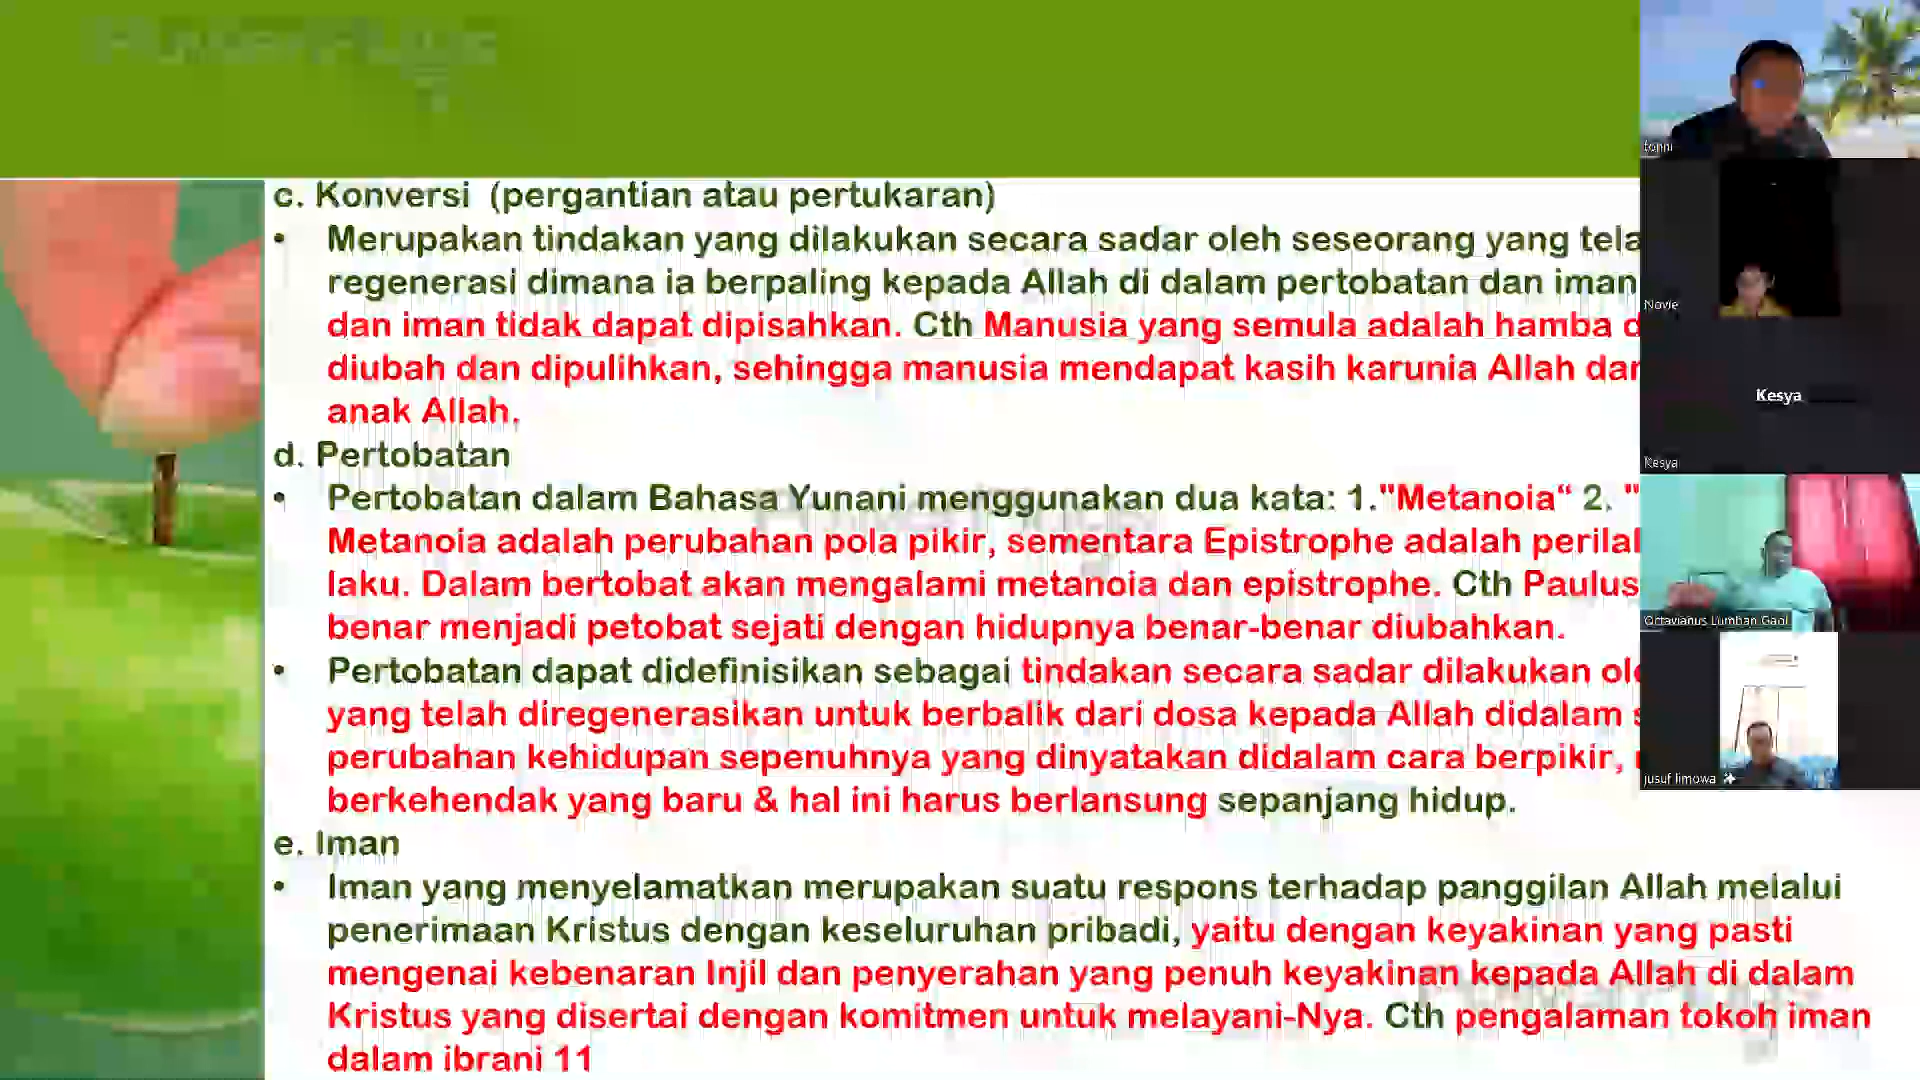 c. Konversi (pergantian atau pertukaran)
• Merupakan tindakan yang dilakukan secara sadar oleh seseorang yang
regenerasi dimana ia berpaling kepada Allah di dalam pertobatan dan iman
dan iman tidak dapat dipisahkan. Cth Manusia yang semula adalah hamba
diubah dan dipulihkan, sehingga manusia mendapat kasih karunia Allah
anak Allah.
d. Pertobatan
• Pertobatan dalam Bahasa Yunani menggunakan dua kata: 1."Metanoia“ 2. "
Metanoia adalah perubahan pola pikir, sementara Epistrophe adalah
laku. Dalam bertobat akan mengalami metanoia dan epistrophe. Cth Paulus
benar menjadi petobat sejati dengan hidupnya benar-benar diubahkan.
• Pertobatan dapat didefinisikan sebagai tindakan secara sadar dilakukan
yang telah diregenerasikan untuk berbalik dari dosa kepada Allah didalam
perubahan kehidupan sepenuhnya yang dinyatakan didalam cara berpikir,
berkehendak yang baru & hal ini harus berlansung sepanjang hidup.
e. Iman
• Iman yang menyelamatkan merupakan suatu respons terhadap panggilan Allah melalui
penerimaan Kristus dengan keseluruhan pribadi, yaitu dengan keyakinan yang pasti
mengenai kebenaran Injil dan penyerahan yang penuh keyakinan kepada Allah di dalam
Kristus yang disertai dengan komitmen untuk melayani-Nya. Cth pengalaman tokoh iman
dalam ibrani 11
tonni
Novie
Kesya
Kesya
Octavianus Lumban Gaol
jusuf limowa